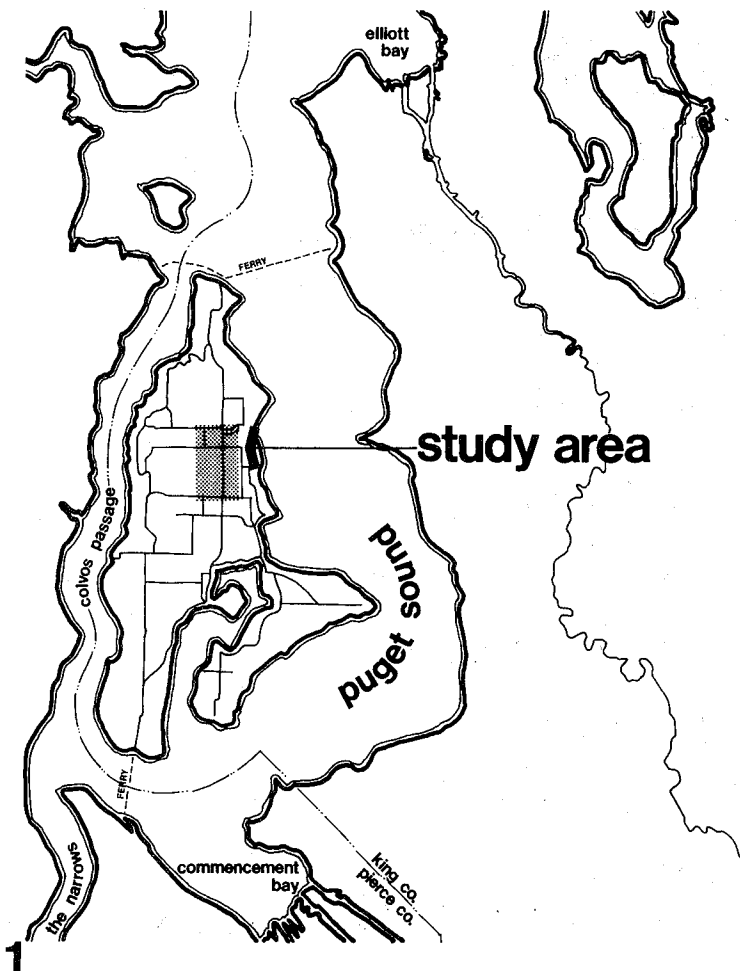 elliott
bay
FERRY
study area
colvos passage
puget sound
FERRY
the narrows
commencement
bay
king co.
pierce co.
1